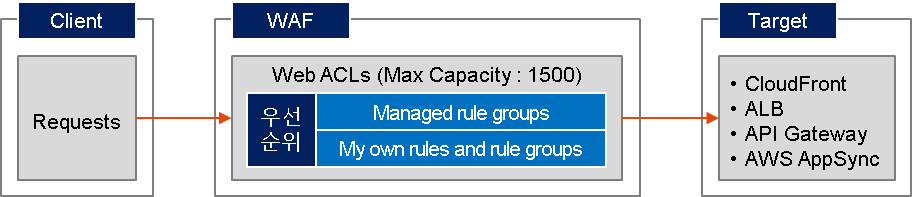 Client
Requests
WAF
Web ACLs (Max Capacity : 1500)
우선
순위
Managed rule groups
My own rules and rule groups
Target
• CloudFront
• ALB
• API Gateway
• AWS AppSync